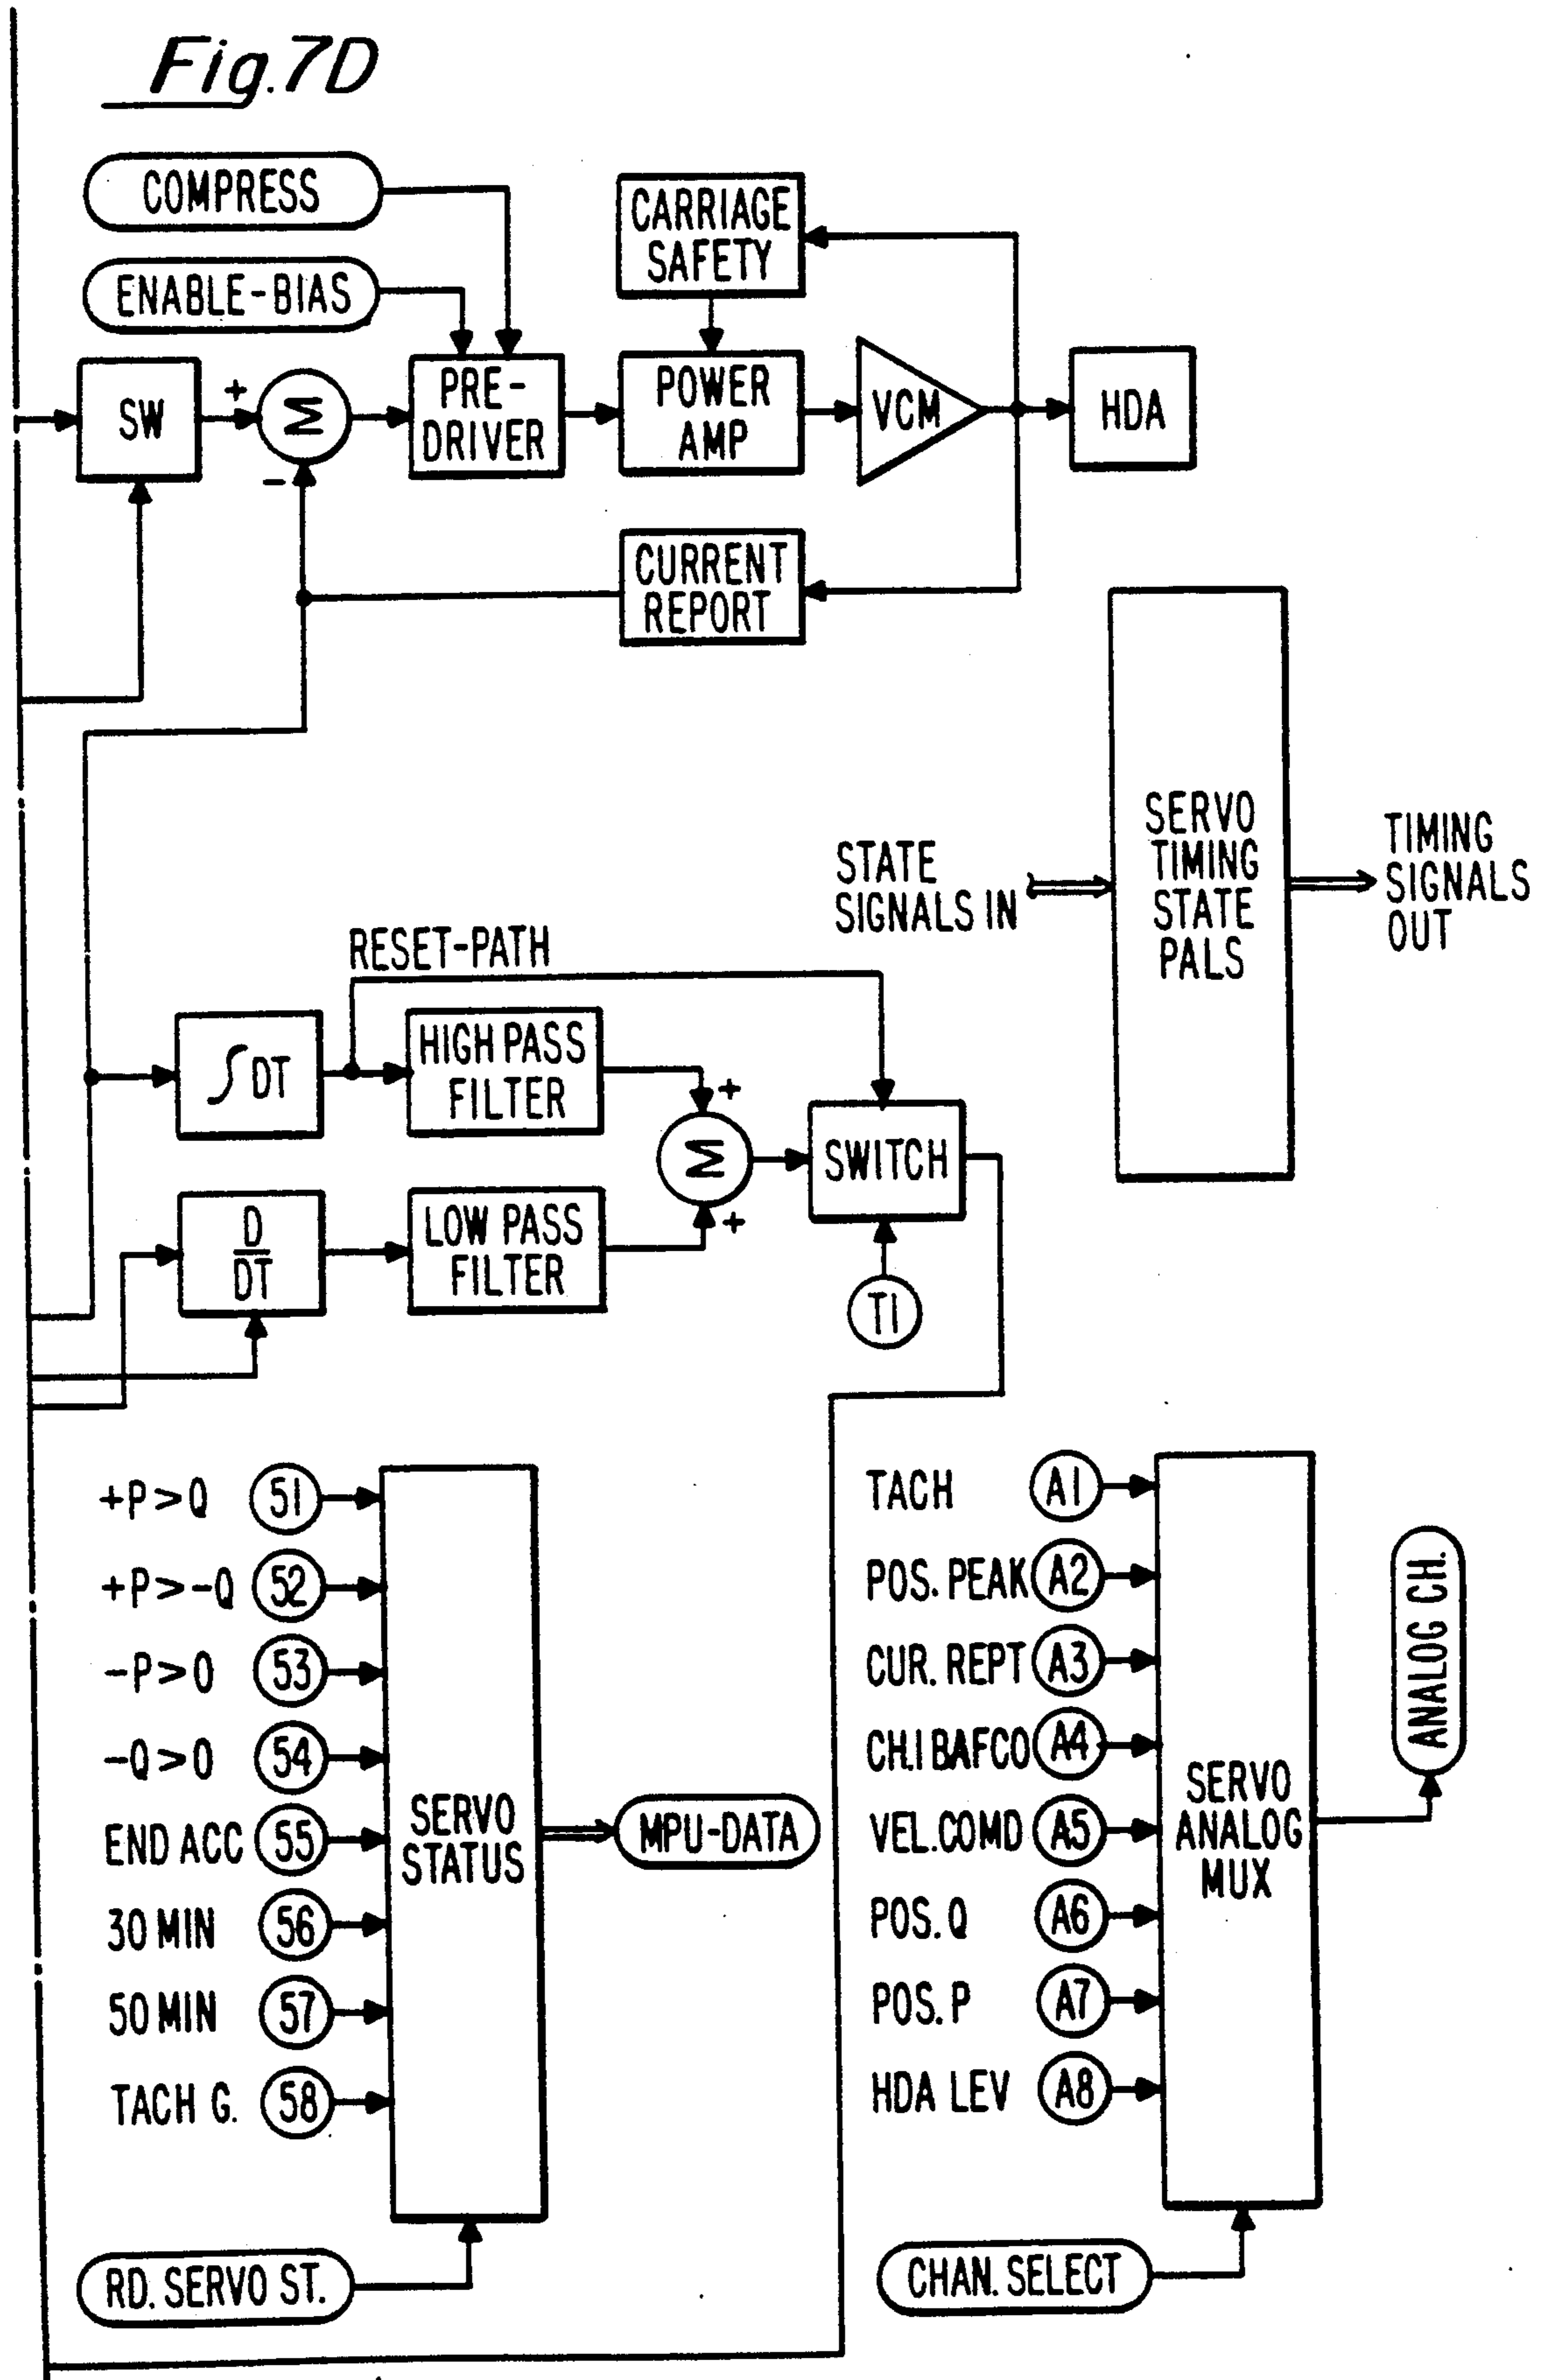 Fig.7D
COMPRESS
ENABLE-BIAS
CARRIAGE
SAFETY
SW
+
Σ
-
PRE-
DRIVER
POWER
AMP
VCM
HDA
CURRENT
REPORT
STATE
SIGNALS IN
SERVO
TIMING
STATE
PALS
TIMING
SIGNALS
OUT
RESET-PATH
∫ DT
HIGH PASS
FILTER
+
Σ
+
SWITCH
D
DT
LOW PASS
FILTER
T1
+P>Q 51
+P>-Q 52
-P>0 53
-Q>0 54
END ACC 55
30 MIN 56
50 MIN 57
TACH G. 58
SERVO
STATUS
MPU-DATA
RD. SERVO ST.
TACH A1
POS. PEAK A2
CUR. REPT A3
CH.1 BAFCO A4
VEL.COMD A5
POS. Q A6
POS. P A7
HDA LEV A8
SERVO
ANALOG
MUX
ANALOG CH.
CHAN. SELECT